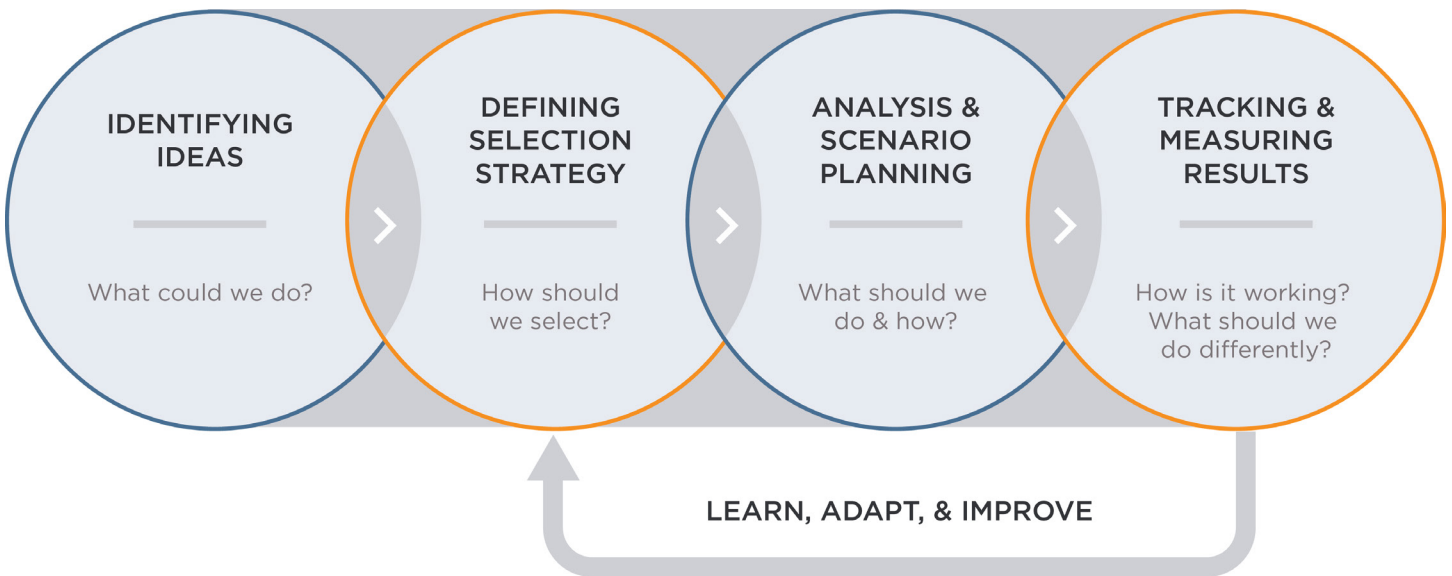 IDENTIFYING
IDEAS
What could we do?
DEFINING
SELECTION
STRATEGY
How should
we select?
ANALYSIS &
SCENARIO
PLANNING
What should we
do & how?
TRACKING &
MEASURING
RESULTS
How is it working?
What should we
do differently?
LEARN, ADAPT, & IMPROVE